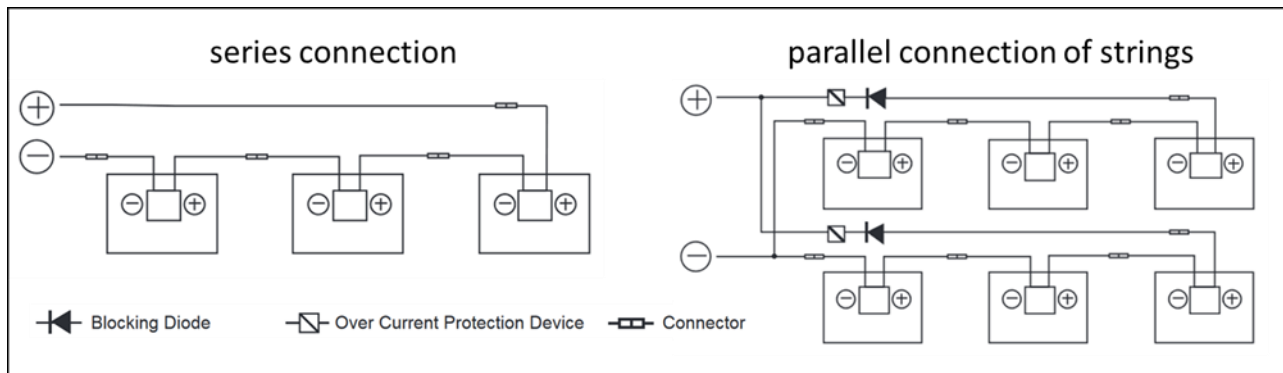 series connection
parallel connection of strings
+
−
− + − + − +
+
−
− + − + − +
− + − + − +
Blocking Diode
Over Current Protection Device
Connector